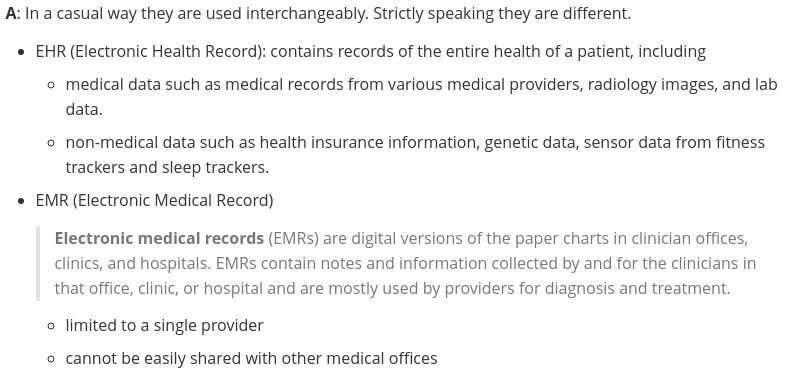 A: In a casual way they are used interchangeably. Strictly speaking they are different.
• EHR (Electronic Health Record): contains records of the entire health of a patient, including
◦ medical data such as medical records from various medical providers, radiology images, and lab
data.
◦ non-medical data such as health insurance information, genetic data, sensor data from fitness
trackers and sleep trackers.
• EMR (Electronic Medical Record)
Electronic medical records (EMRs) are digital versions of the paper charts in clinician offices,
clinics, and hospitals. EMRs contain notes and information collected by and for the clinicians in
that office, clinic, or hospital and are mostly used by providers for diagnosis and treatment.
◦ limited to a single provider
◦ cannot be easily shared with other medical offices